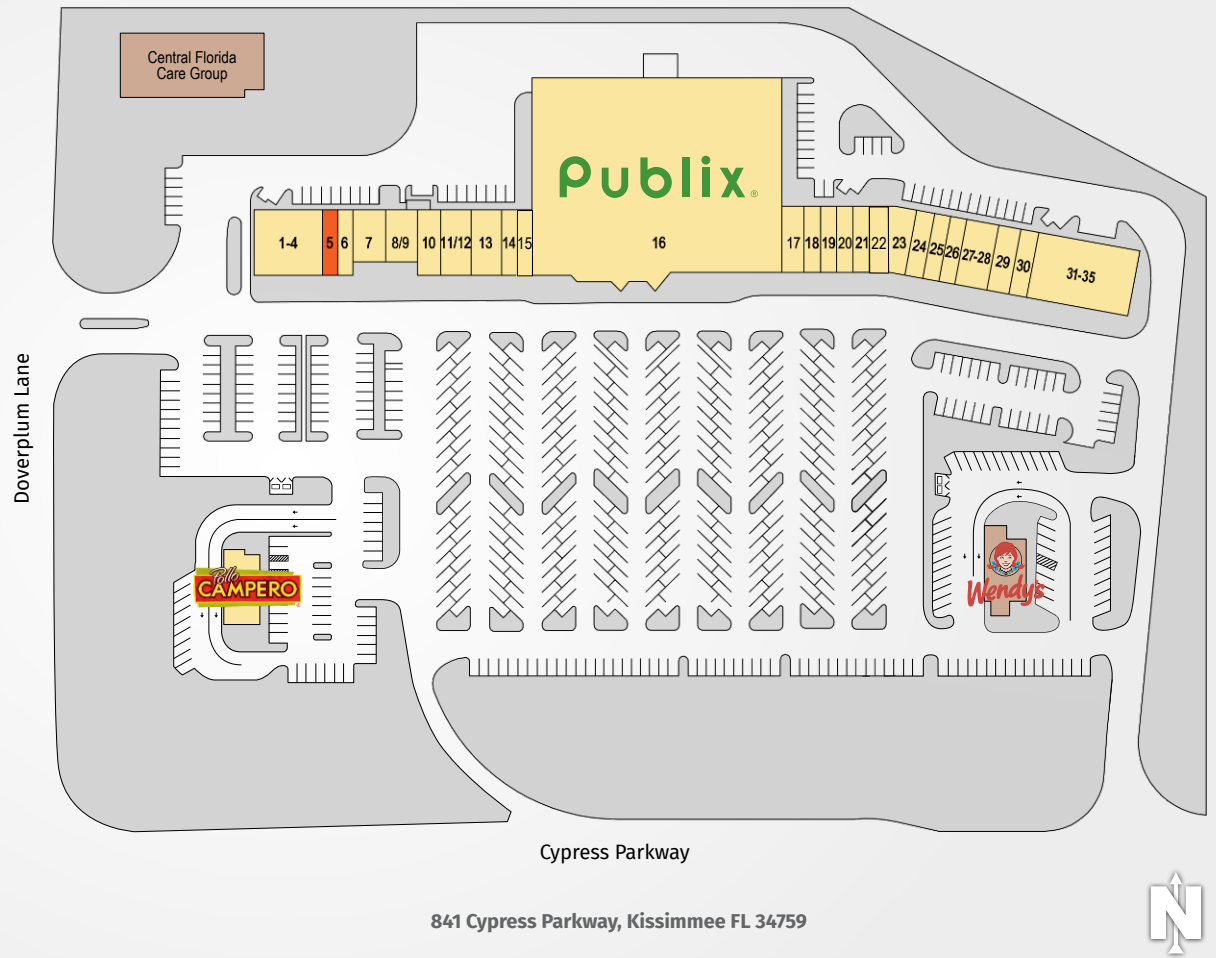 Central Florida
Care Group
Publix®
1-4
5
6
7
8/9
10
11/12
13
14
15
16
17
18
19
20
21
22
23
24
25
26
27-28
29
30
31-35
Doverplum Lane
Pollo
CAMPERO
Wendy's
Cypress Parkway
841 Cypress Parkway, Kissimmee FL 34759
N